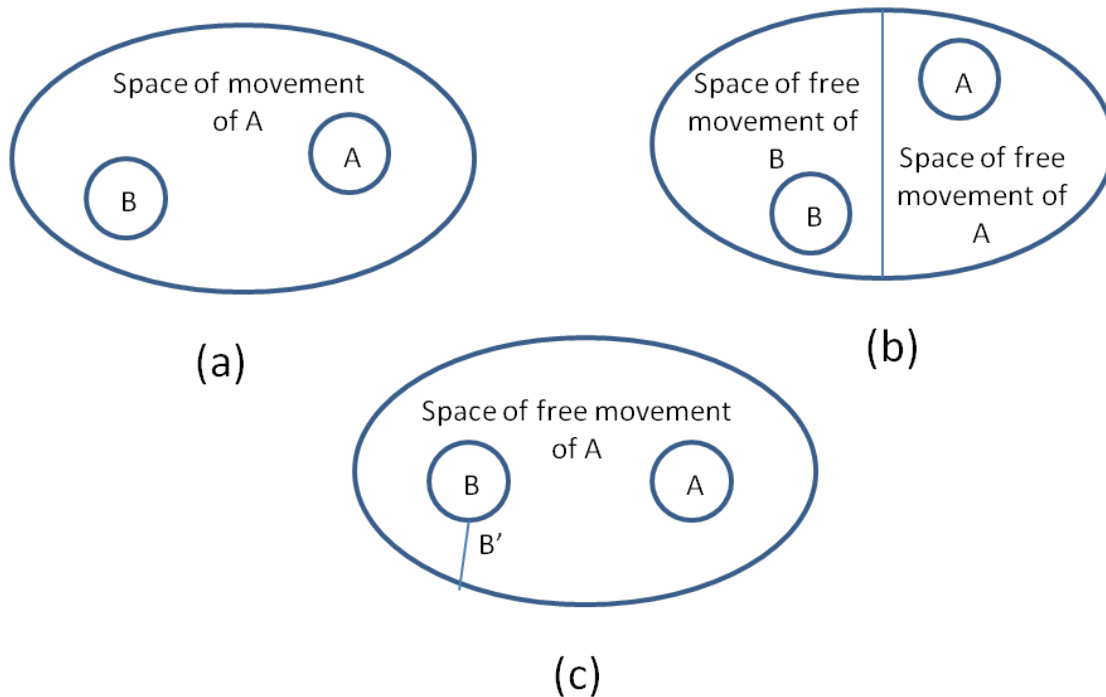 Space of movement
of A
A
B
(a)
Space of free
movement of
B
B
A
Space of free
movement of
A
(b)
Space of free movement
of A
B
A
B’
(c)